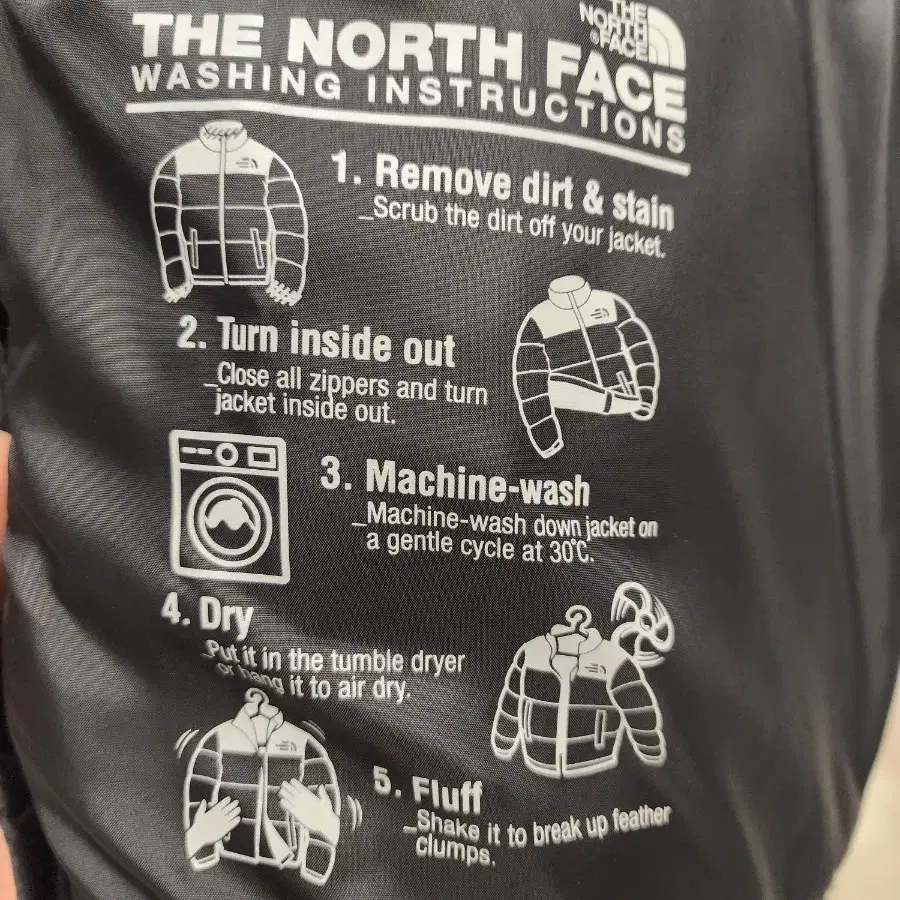 THE
NORTH
FACE
THE NORTH FACE
WASHING INSTRUCTIONS
1. Remove dirt & stain
_Scrub the dirt off your jacket.
2. Turn inside out
_Close all zippers and turn
jacket inside out.
3. Machine-wash
_Machine-wash down jacket on
a gentle cycle at 30℃.
4. Dry
_Put it in the tumble dryer
or hang it to air dry.
5. Fluff
_Shake it to break up feather
clumps.